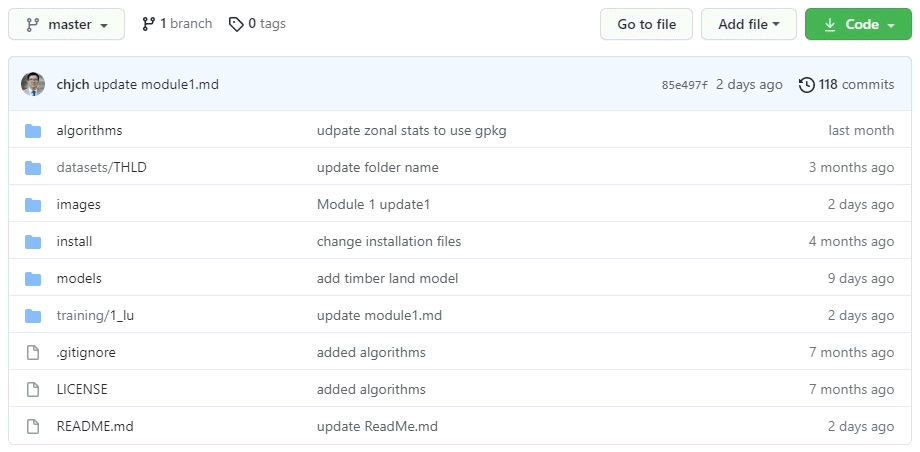 master 1 branch 0 tags Go to file Add file Code
chjch update module1.md 85e497f 2 days ago 118 commits
algorithms udpate zonal stats to use gpkg last month
datasets/THLD update folder name 3 months ago
images Module 1 update1 2 days ago
install change installation files 4 months ago
models add timber land model 9 days ago
training/1_lu update module1.md 2 days ago
.gitignore added algorithms 7 months ago
LICENSE added algorithms 7 months ago
README.md update ReadMe.md 2 days ago